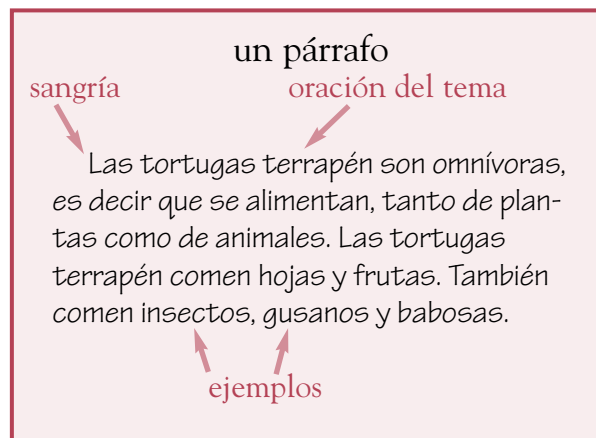 un párrafo
sangría oración del tema
Las tortugas terrapén son omnívoras,
es decir que se alimentan, tanto de plan-
tas como de animales. Las tortugas
terrapén comen hojas y frutas. También
comen insectos, gusanos y babosas.
ejemplos